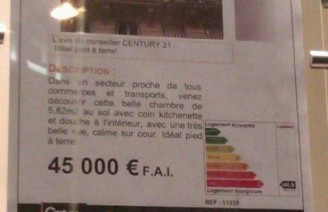 L'avis de conseiller CENTURY 21 :
Idéal pied à terre!
DESCRIPTION
Dans un secteur proche de tous
commerces et transports, venez
découvrir cette belle chambre de
5,82m² au sol avec coin kitchenette
et douche à l'intérieur, avec une très
belle vue, calme sur cour. Idéal pied
à terre.
45 000 € F.A.I.
Logement économe
Logement énergivore
REF :